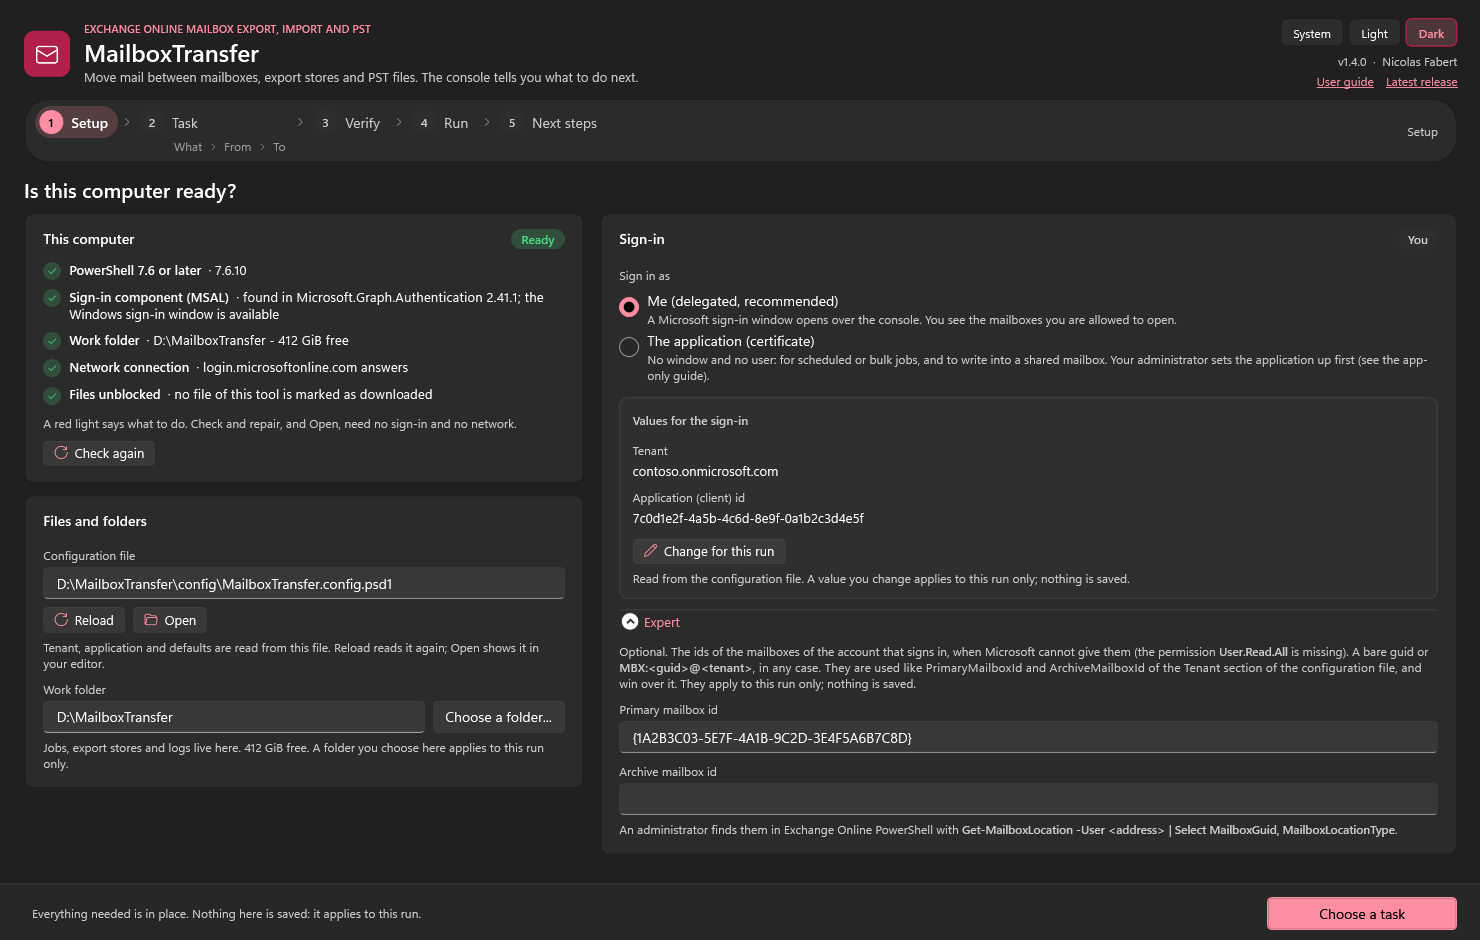 EXCHANGE ONLINE MAILBOX EXPORT, IMPORT AND PST
MailboxTransfer
Move mail between mailboxes, export stores and PST files. The console tells you what to do next.
System
Light
Dark
v1.4.0 · Nicolas Fabert
User guide
Latest release
1 Setup
2 Task
3 Verify
4 Run
5 Next steps
What
From
To
Setup
Is this computer ready?
This computer
Ready
PowerShell 7.6 or later · 7.6.10
Sign-in component (MSAL) · found in Microsoft.Graph.Authentication 2.41.1; the
Windows sign-in window is available
Work folder · D:\MailboxTransfer - 412 GiB free
Network connection · login.microsoftonline.com answers
Files unblocked · no file of this tool is marked as downloaded
A red light says what to do. Check and repair, and Open, need no sign-in and no network.
Check again
Files and folders
Configuration file
D:\MailboxTransfer\config\MailboxTransfer.config.psd1
Reload
Open
Tenant, application and defaults are read from this file. Reload reads it again; Open shows it in
your editor.
Work folder
D:\MailboxTransfer
Choose a folder...
Jobs, export stores and logs live here. 412 GiB free. A folder you choose here applies to this run
only.
Sign-in
You
Sign in as
Me (delegated, recommended)
A Microsoft sign-in window opens over the console. You see the mailboxes you are allowed to open.
The application (certificate)
No window and no user: for scheduled or bulk jobs, and to write into a shared mailbox. Your administrator sets the application up first (see the app-
only guide).
Values for the sign-in
Tenant
contoso.onmicrosoft.com
Application (client) id
7c0d1e2f-4a5b-4c6d-8e9f-0a1b2c3d4e5f
Change for this run
Read from the configuration file. A value you change applies to this run only; nothing is saved.
Expert
Optional. The ids of the mailboxes of the account that signs in, when Microsoft cannot give them (the permission User.Read.All is missing). A bare guid or
MBX:<guid>@<tenant>, in any case. They are used like PrimaryMailboxId and ArchiveMailboxId of the Tenant section of the configuration file, and
win over it. They apply to this run only; nothing is saved.
Primary mailbox id
{1A2B3C03-5E7F-4A1B-9C2D-3E4F5A6B7C8D}
Archive mailbox id
An administrator finds them in Exchange Online PowerShell with Get-MailboxLocation -User <address> | Select MailboxGuid, MailboxLocationType.
Everything needed is in place. Nothing here is saved: it applies to this run.
Choose a task